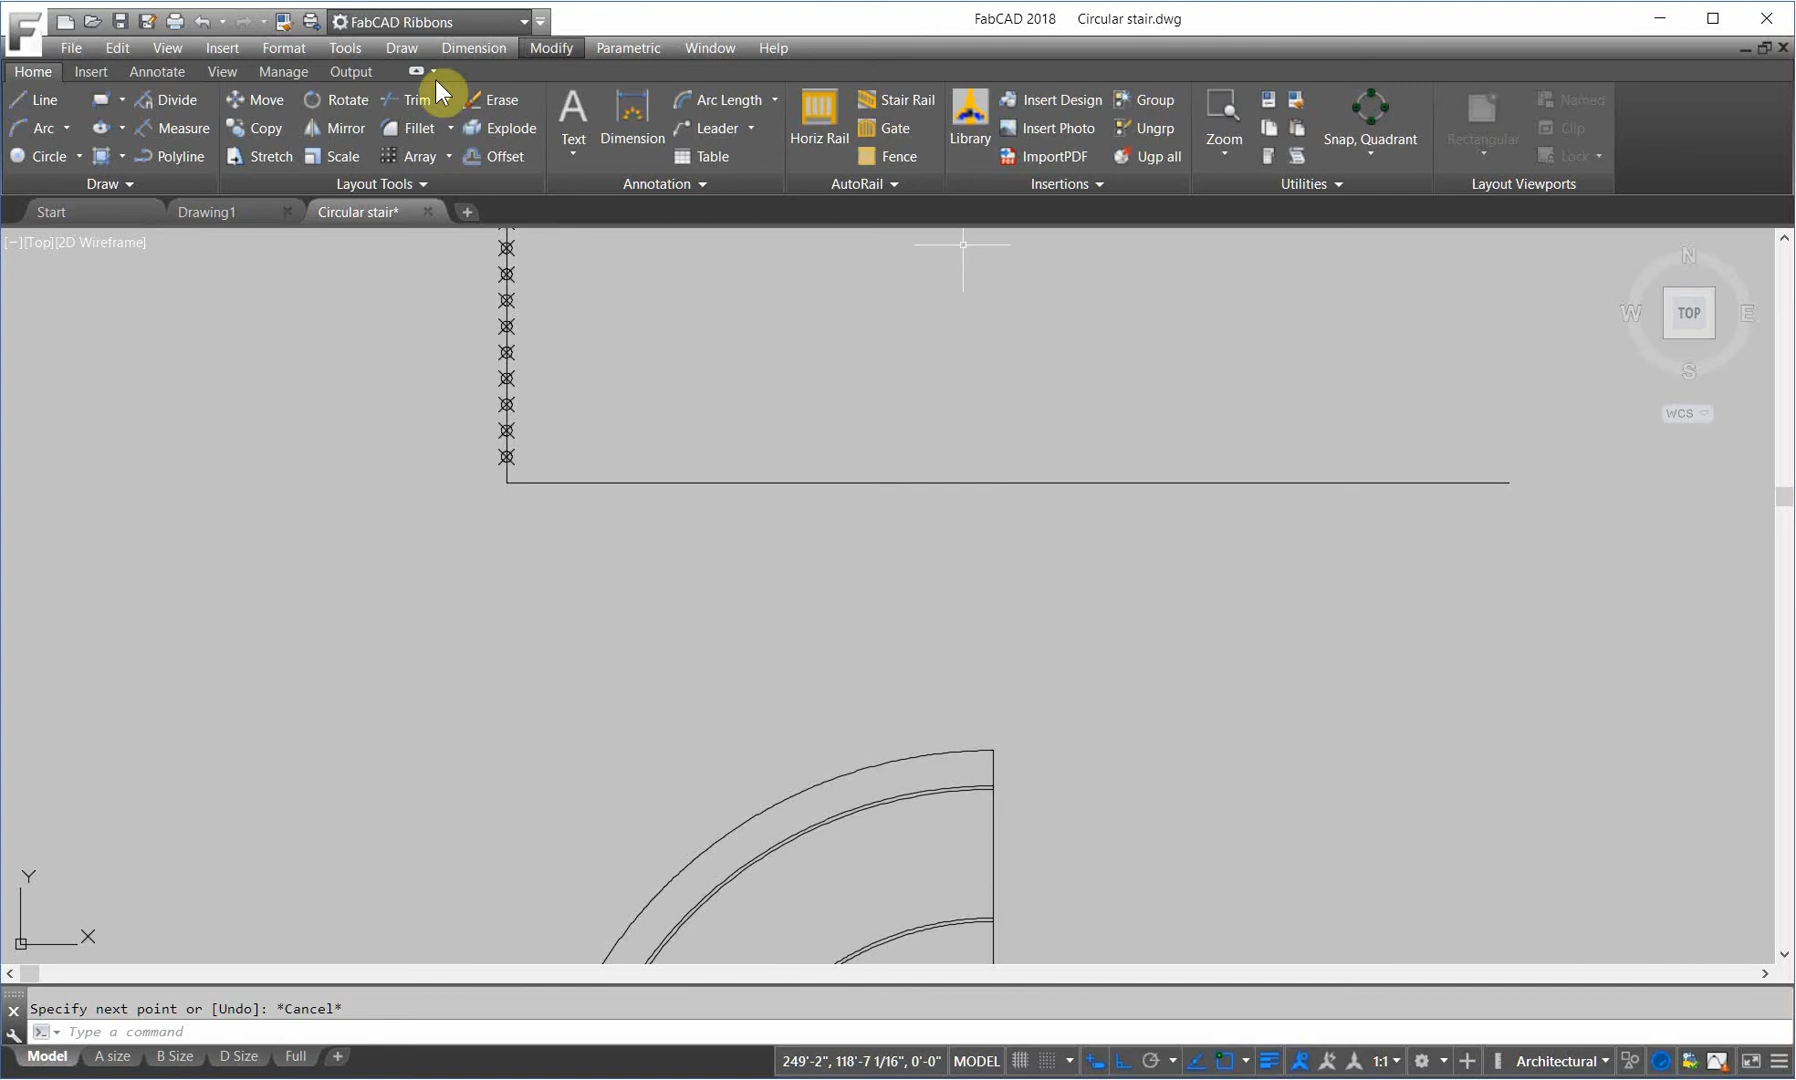 F FabCAD Ribbons FabCAD 2018 Circular stair.dwg
File Edit View Insert Format Tools Draw Dimension Modify Parametric Window Help
Home Insert Annotate View Manage Output
Line Divide Move Rotate Trim Erase Arc Length Stair Rail Insert Design Group Named
Arc Measure Copy Mirror Fillet Explode Text Dimension Leader Horiz Rail Gate Library Insert Photo Ungrp Zoom Snap, Quadrant Rectangular Clip
Circle Polyline Stretch Scale Array Offset Table Fence ImportPDF Ugp all Lock
Draw Layout Tools Annotation AutoRail Insertions Utilities Layout Viewports
Start Drawing1 Circular stair*
[−][Top][2D Wireframe]
N
W TOP E
S
WCS
Y
X
Specify next point or [Undo]: *Cancel*
Type a command
Model A size B Size D Size Full 249'-2", 118'-7 1/16", 0'-0" MODEL 1:1 Architectural